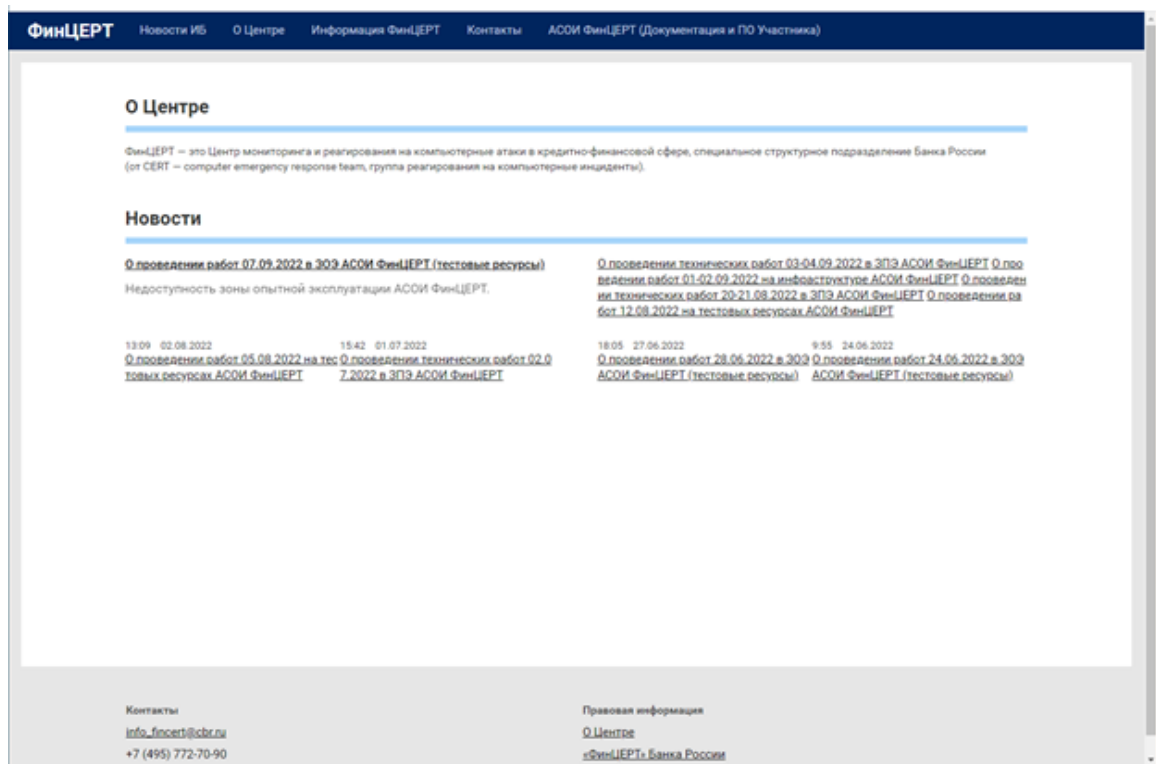 ФинЦЕРТ Новости ИБ О Центре Информация ФинЦЕРТ Контакты АСОИ ФинЦЕРТ (Документация и ПО Участника)
О Центре
ФинЦЕРТ — это Центр мониторинга и реагирования на компьютерные атаки в кредитно-финансовой сфере, специальное структурное подразделение Банка России
(от CERT — computer emergency response team, группа реагирования на компьютерные инциденты).
Новости
О проведении работ 07.09.2022 в ЗОЭ АСОИ ФинЦЕРТ (тестовые ресурсы)
Недоступность зоны опытной эксплуатации АСОИ ФинЦЕРТ.
О проведении технических работ 03-04.09.2022 в ЗПЭ АСОИ ФинЦЕРТ О про
ведении работ 01-02.09.2022 на инфраструктуре АСОИ ФинЦЕРТ О проведен
ии технических работ 20-21.08.2022 в ЗПЭ АСОИ ФинЦЕРТ О проведении ра
бот 12.08.2022 на тестовых ресурсах АСОИ ФинЦЕРТ
13:09 02.08.2022
О проведении работ 05.08.2022 на тес
товых ресурсах АСОИ ФинЦЕРТ
15:42 01.07.2022
О проведении технических работ 02.0
7.2022 в ЗПЭ АСОИ ФинЦЕРТ
18:05 27.06.2022
О проведении работ 28.06.2022 в ЗОЭ
АСОИ ФинЦЕРТ (тестовые ресурсы)
9:55 24.06.2022
О проведении работ 24.06.2022 в ЗОЭ
АСОИ ФинЦЕРТ (тестовые ресурсы)
Контакты
info_fincert@cbr.ru
+7 (495) 772-70-90
Правовая информация
О Центре
«ФинЦЕРТ» Банка России